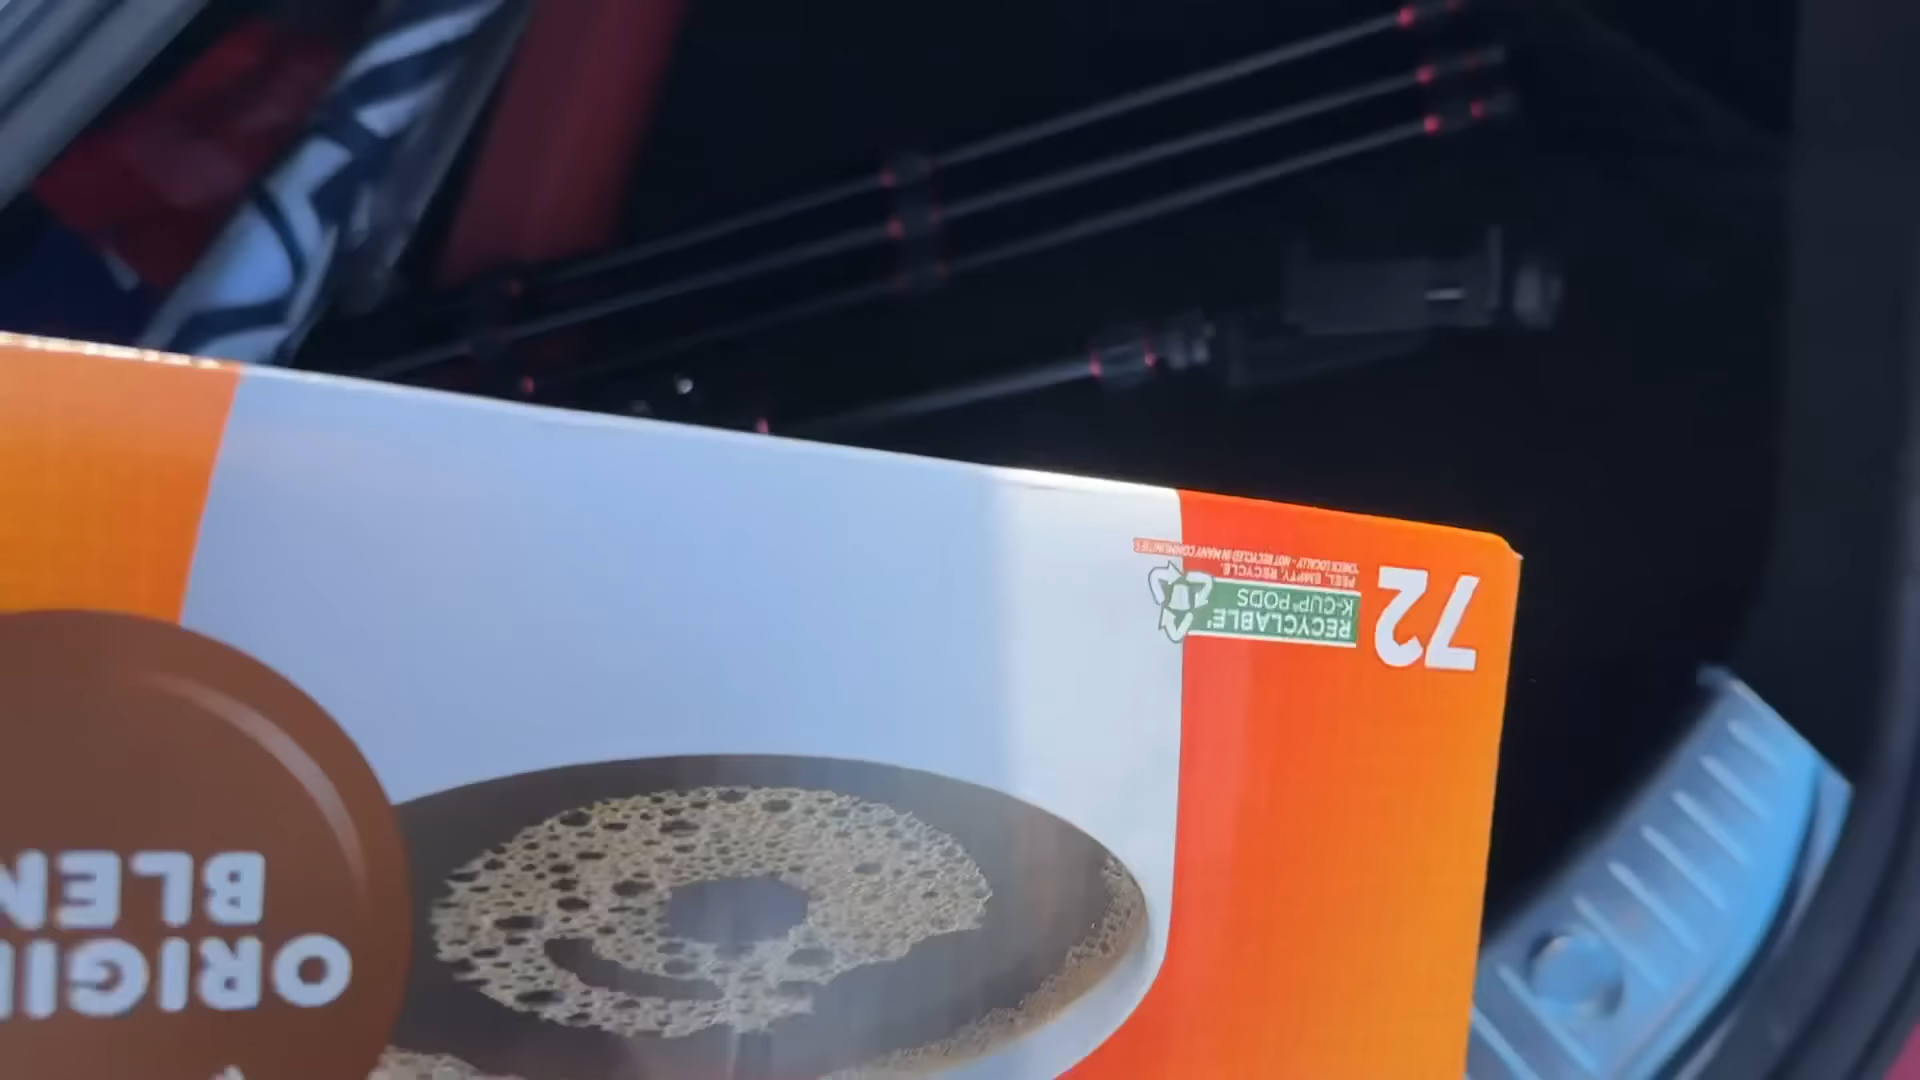 ORIGI
BLEN
72
RECYCLABLE*
K-CUP® PODS
PEEL, EMPTY, RECYCLE.
*CHECK LOCALLY - NOT RECYCLED IN MANY COMMUNITIES